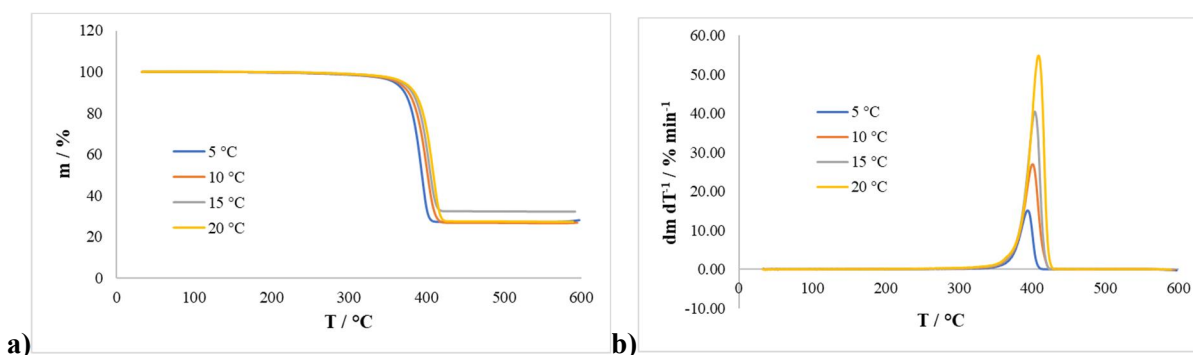 120
100
80
60
40
20
0
m / %
5 °C
10 °C
15 °C
20 °C
0 100 200 300 400 500 600
T / °C
a)
60.00
50.00
40.00
30.00
20.00
10.00
0.00
-10.00
dm dT⁻¹ / % min⁻¹
5 °C
10 °C
15 °C
20 °C
0 100 200 300 400 500 600
T / °C
b)